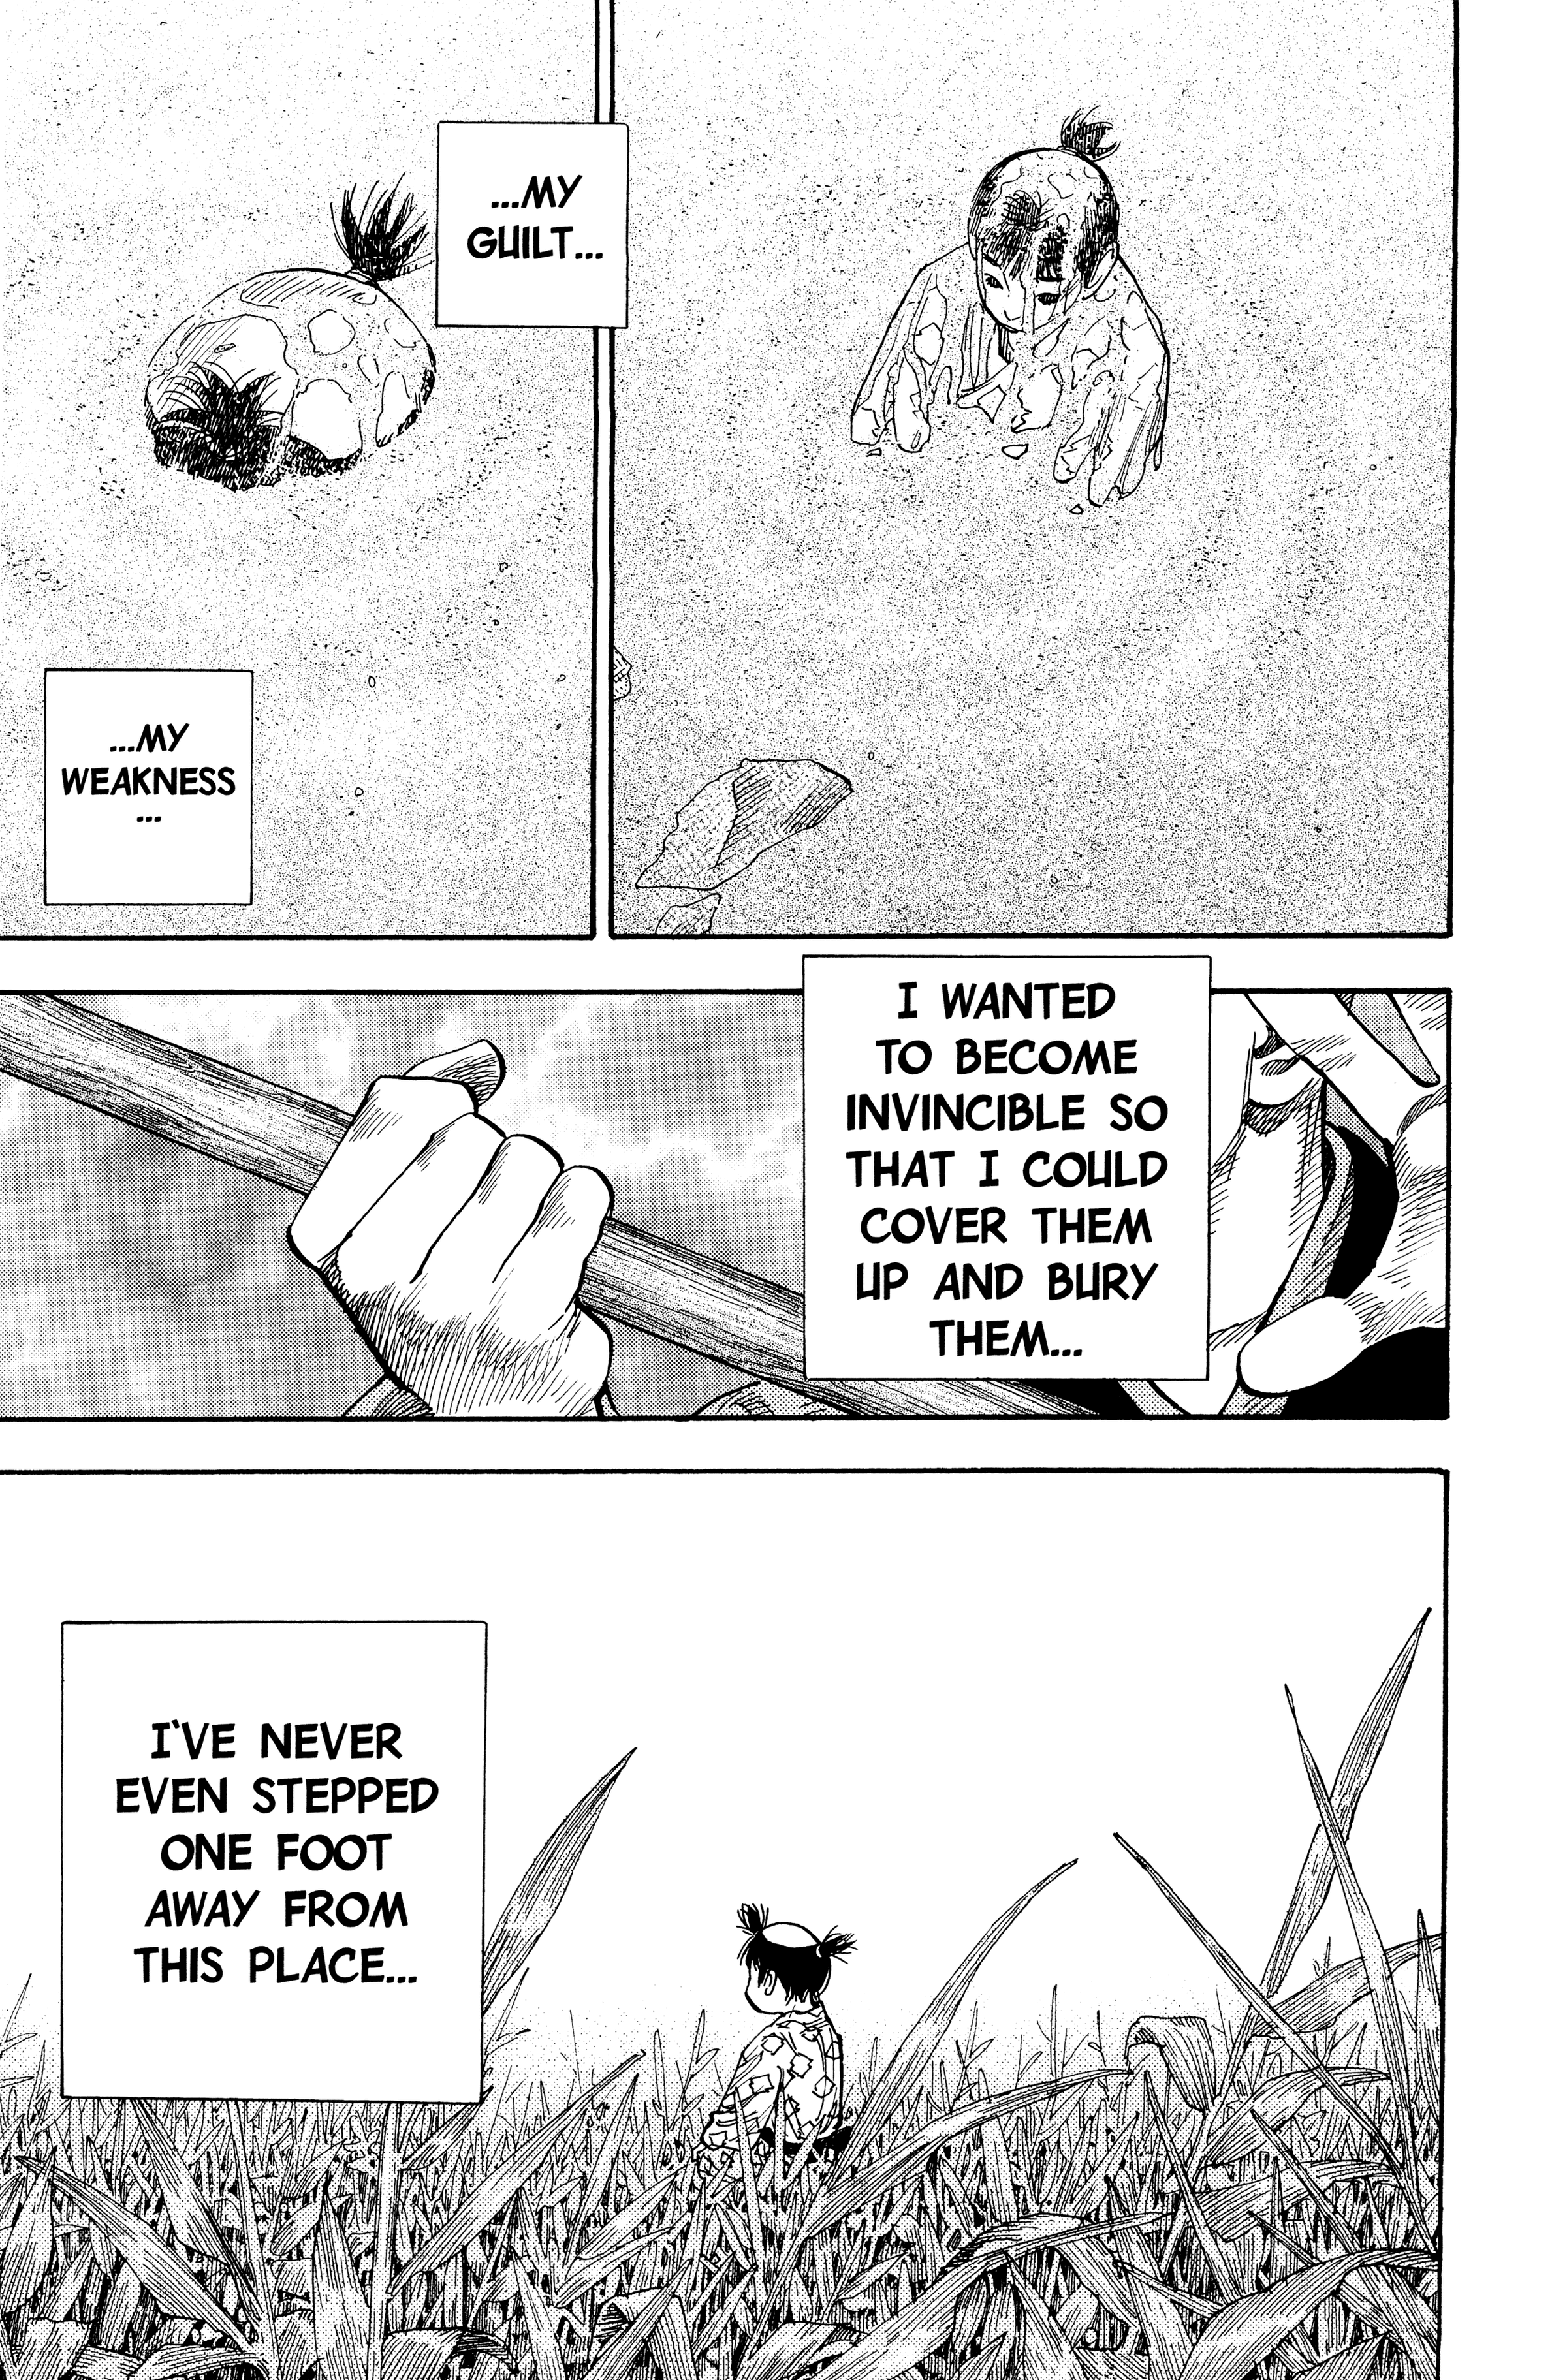 ...MY
GUILT...
...MY
WEAKNESS
...
I WANTED
TO BECOME
INVINCIBLE SO
THAT I COULD
COVER THEM
UP AND BURY
THEM...
I'VE NEVER
EVEN STEPPED
ONE FOOT
AWAY FROM
THIS PLACE...